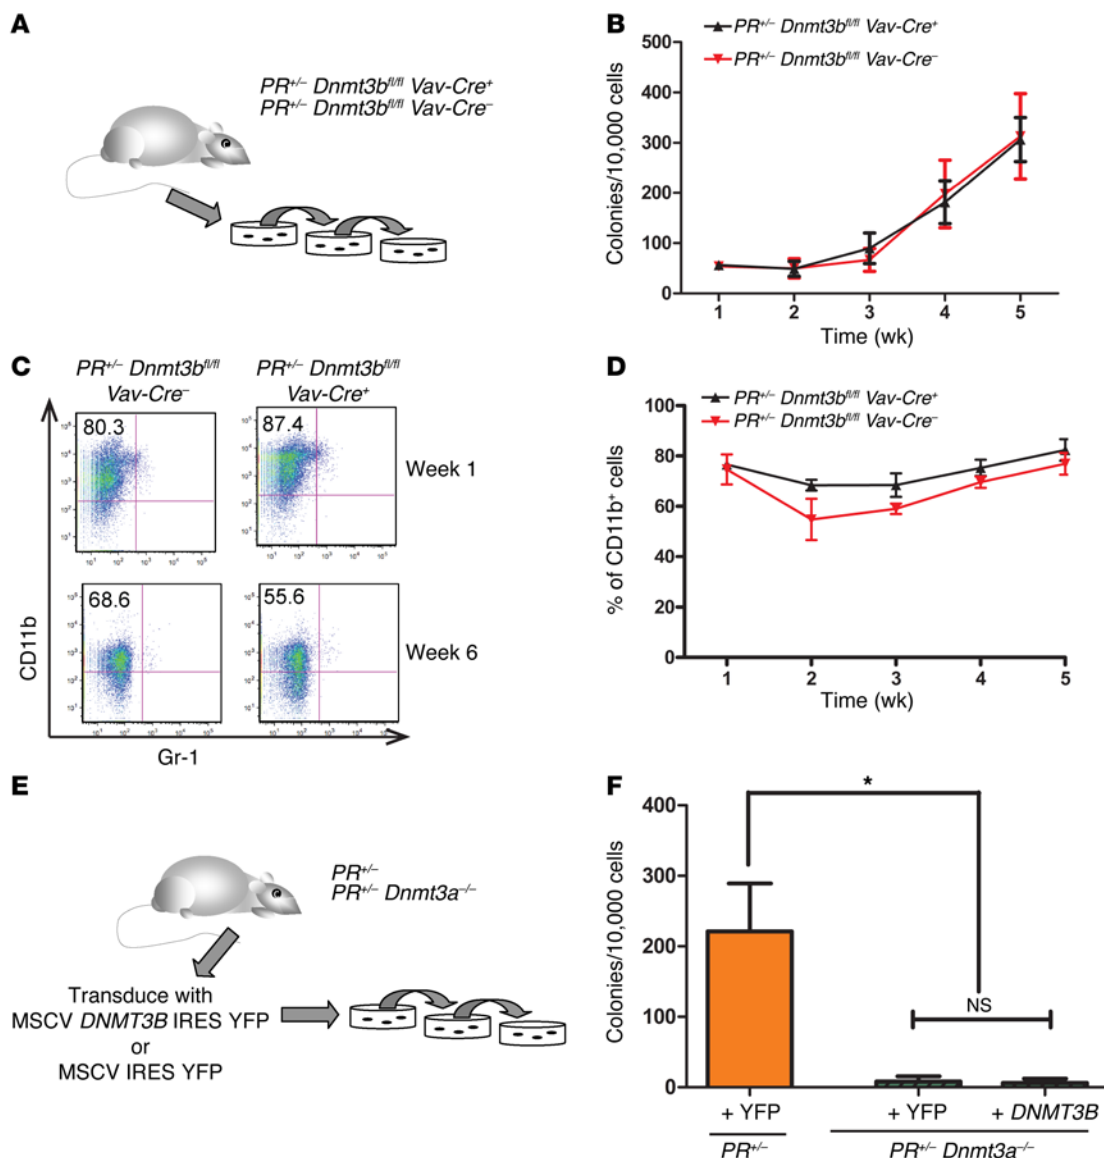 A
PR+/– Dnmt3bfl/fl Vav-Cre+
PR+/– Dnmt3bfl/fl Vav-Cre–
B
PR+/– Dnmt3bfl/fl Vav-Cre+
PR+/– Dnmt3bfl/fl Vav-Cre–
Colonies/10,000 cells
500
400
300
200
100
0
1 2 3 4 5
Time (wk)
C
PR+/– Dnmt3bfl/fl
Vav-Cre–
PR+/– Dnmt3bfl/fl
Vav-Cre+
80.3
87.4
Week 1
68.6
55.6
Week 6
CD11b
Gr-1
D
PR+/– Dnmt3bfl/fl Vav-Cre+
PR+/– Dnmt3bfl/fl Vav-Cre–
% of CD11b+ cells
100
80
60
40
20
0
1 2 3 4 5
Time (wk)
E
PR+/–
PR+/– Dnmt3a–/–
Transduce with
MSCV DNMT3B IRES YFP
or
MSCV IRES YFP
F
Colonies/10,000 cells
400
300
200
100
0
*
NS
+ YFP
+ YFP
+ DNMT3B
PR+/–
PR+/– Dnmt3a–/–